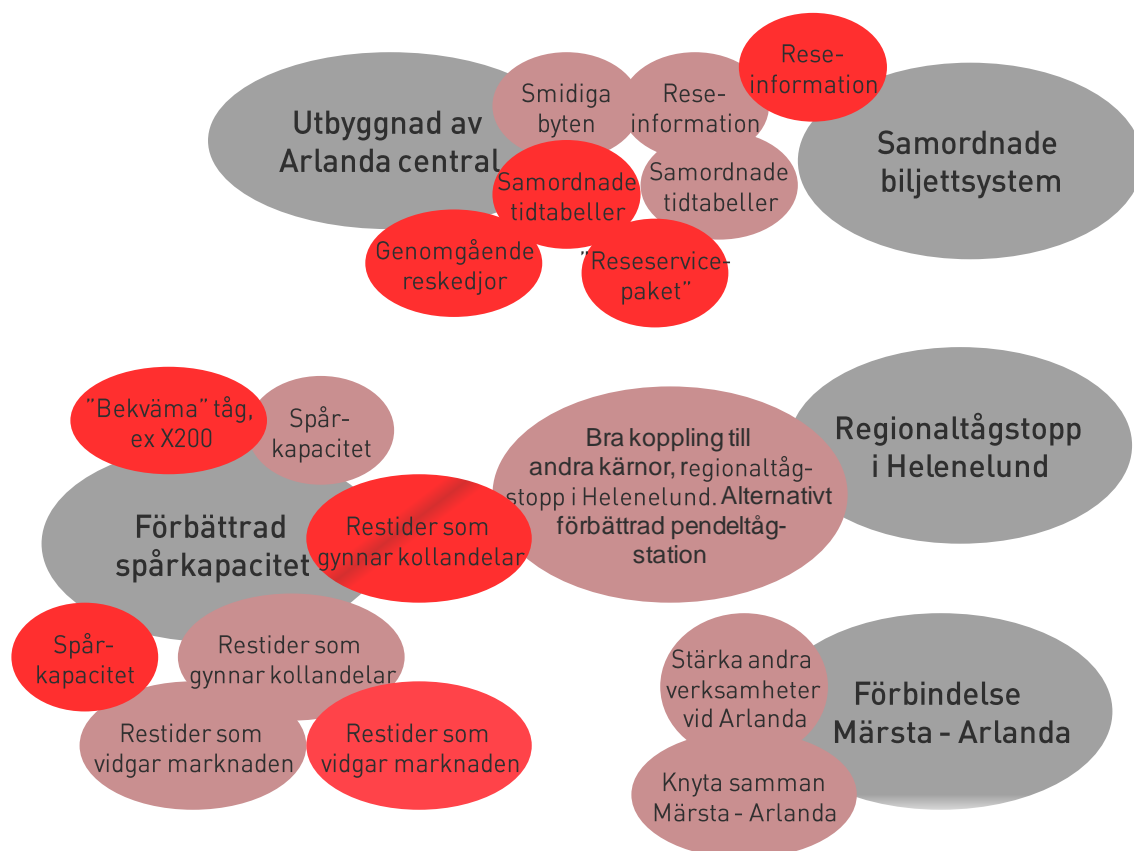 Utbyggnad av
Arlanda central
Smidiga
byten
Rese-
information
Rese-
information
Samordnade
biljettsystem
Samordnade
tidtabeller
Samordnade
tidtabeller
Genomgående
reskedjor
”Reseservice-
paket”
”Bekväma” tåg,
ex X200
Spår-
kapacitet
Förbättrad
spårkapacitet
Restider som
gynnar kollandelar
Bra koppling till
andra kärnor, regionaltåg-
stopp i Helenelund. Alternativt
förbättrad pendeltåg-
station
Regionaltågstopp
i Helenelund
Spår-
kapacitet
Restider som
gynnar kollandelar
Restider som
vidgar marknaden
Restider som
vidgar marknaden
Stärka andra
verksamheter
vid Arlanda
Förbindelse
Märsta - Arlanda
Knyta samman
Märsta - Arlanda